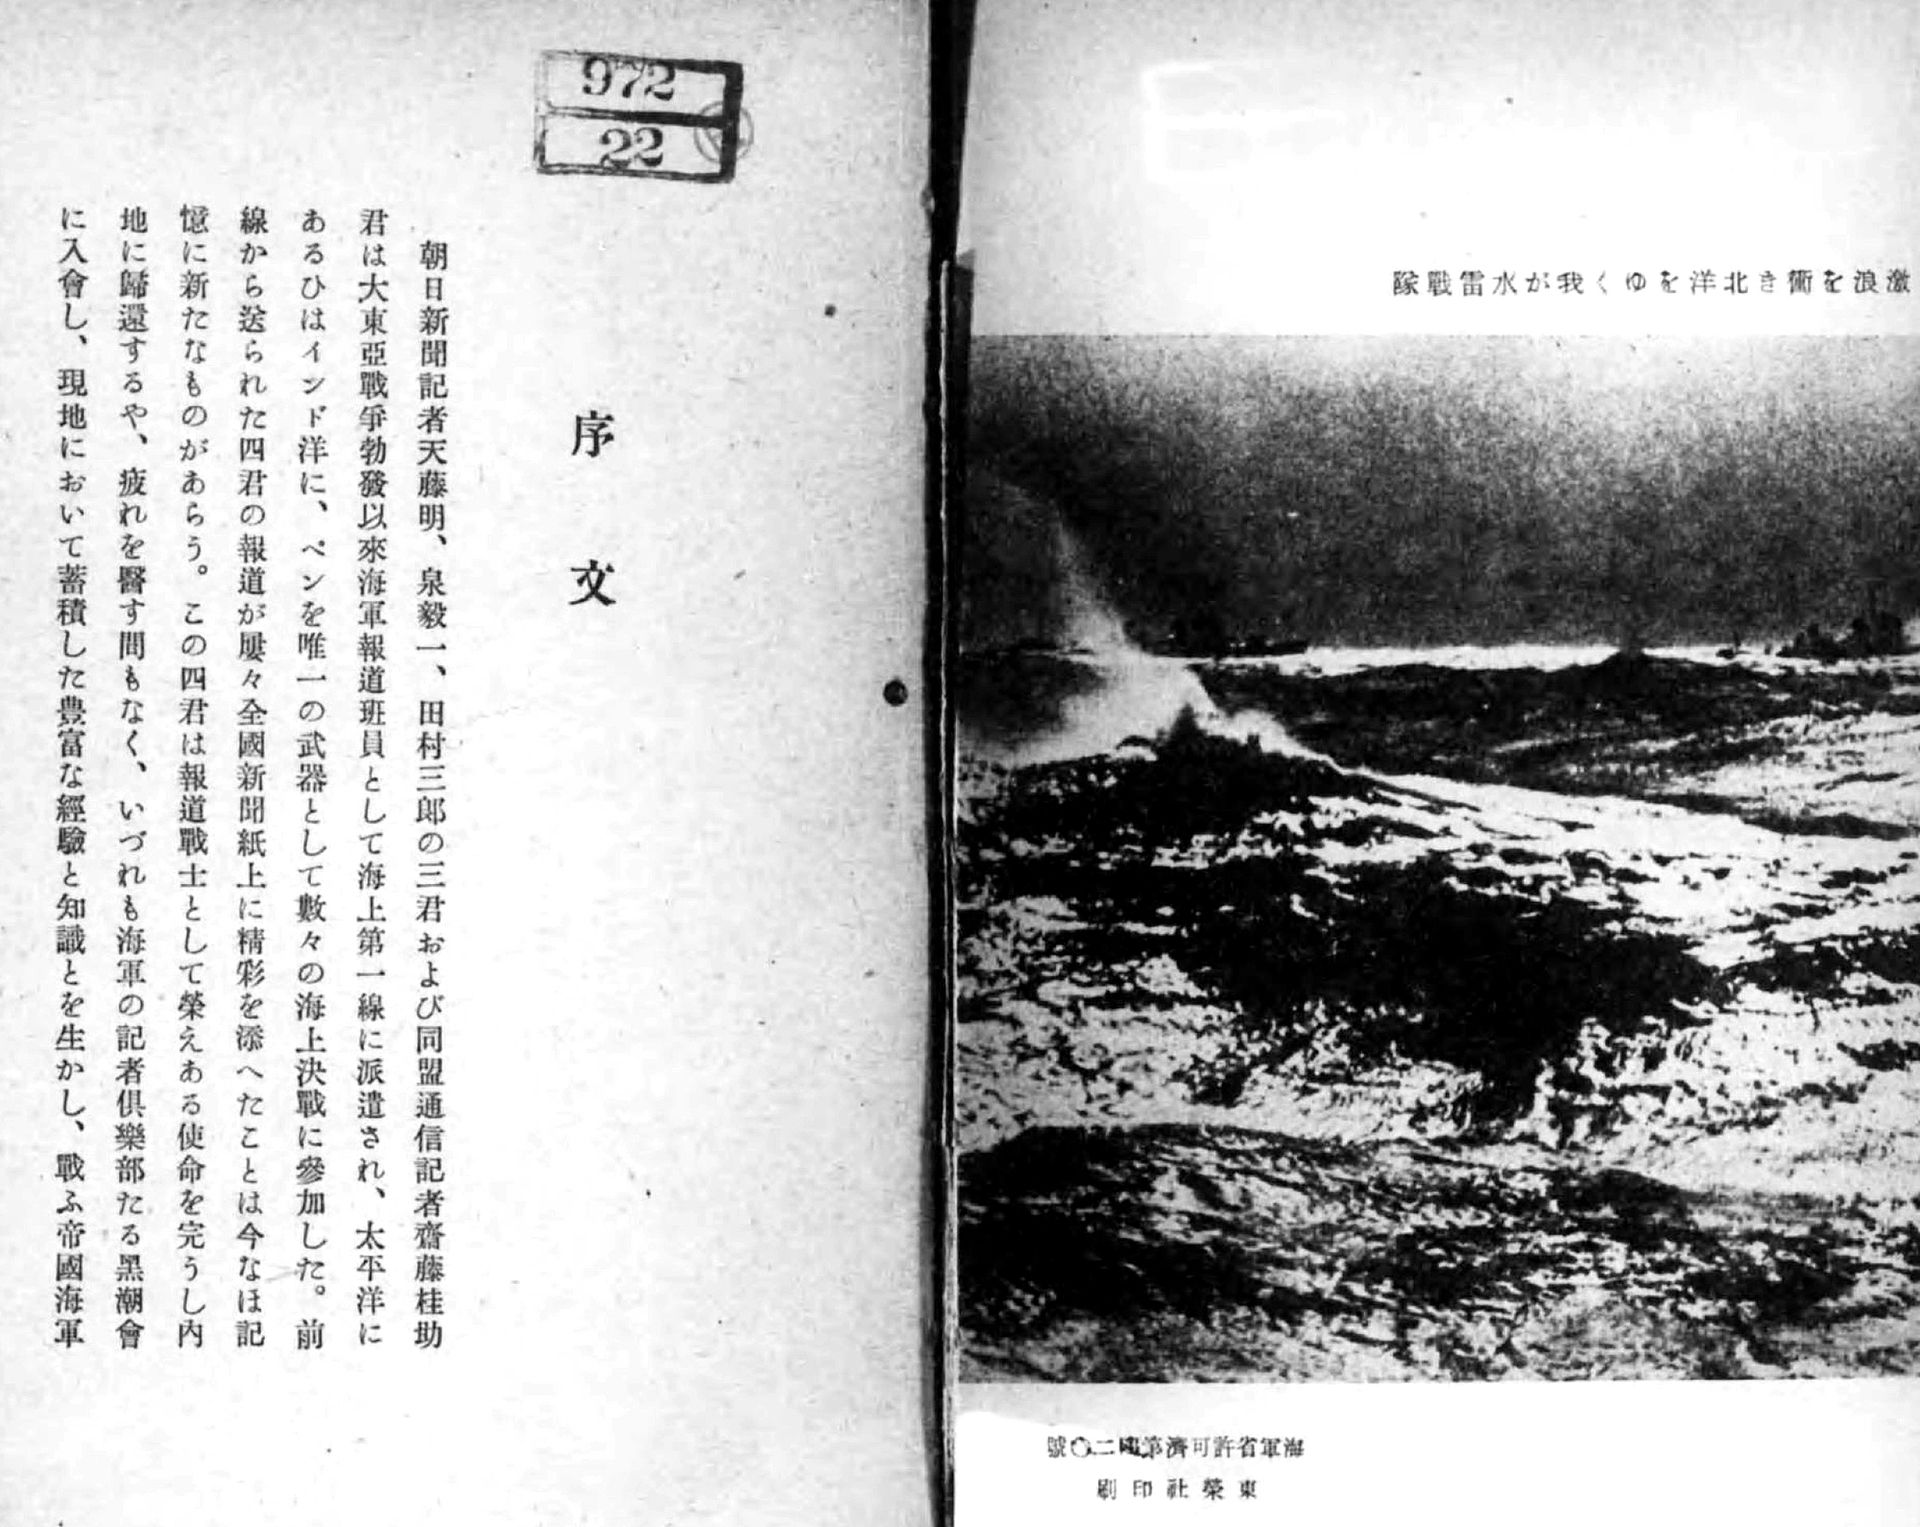 激浪を衝き北洋をゆく我が水雷戰隊
海軍省許可濟第 二〇號
東榮社印刷
972
22
序文
朝日新聞記者天藤明、泉毅一、田村三郎の三君および同盟通信記者齋藤桂助
君は大東亞戰爭勃發以來海軍報道班員として海上第一線に派遣され、太平洋に
あるひはインド洋に、ペンを唯一の武器として數々の海上決戰に參加した。前
線から送られた四君の報道が屢々全國新聞紙上に精彩を添へたことは今なほ記
憶に新たなものがあらう。この四君は報道戰士として榮えある使命を完うし內
地に歸還するや、疲れを醫す間もなく、いづれも海軍の記者俱樂部たる黑潮會
に入會し、現地において蓄積した豊富な經驗と知識とを生かし、戰ふ帝國海軍